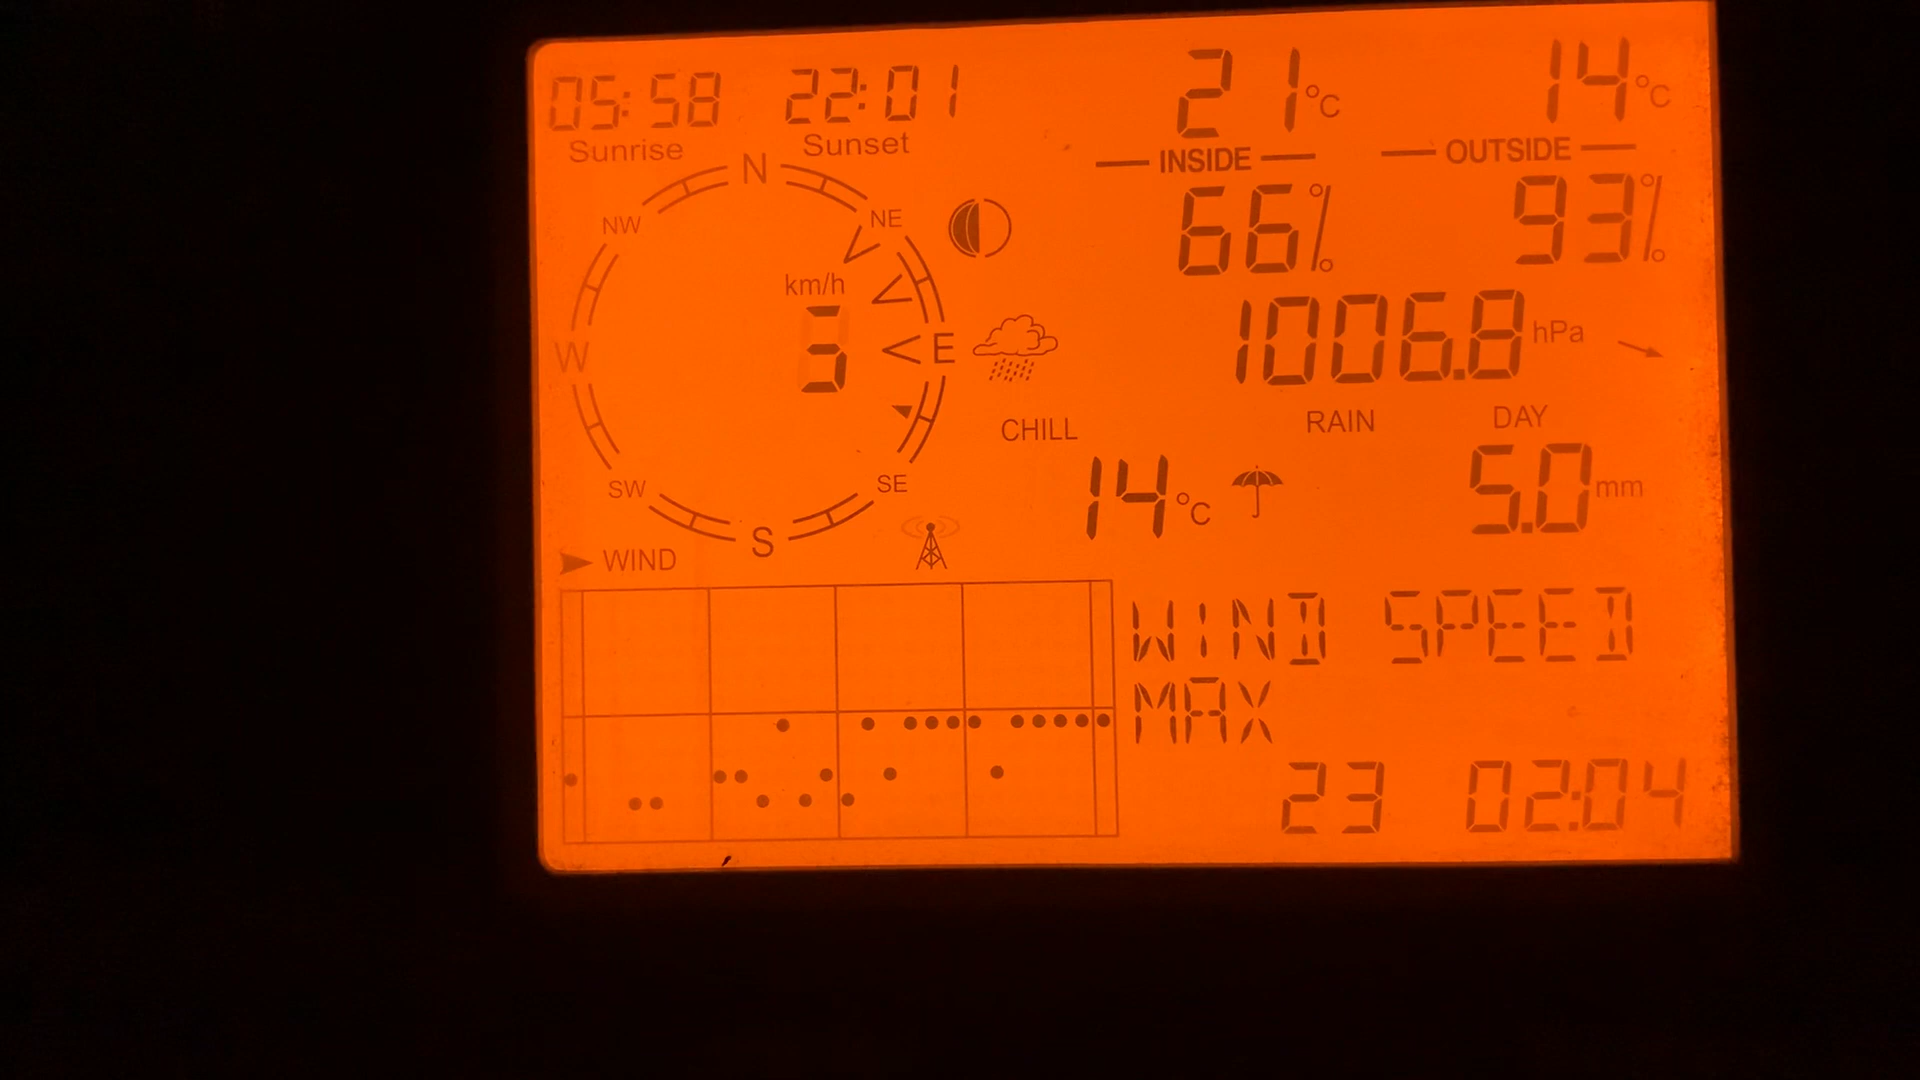 05:58 22:01 21°C 14°C
Sunrise Sunset INSIDE OUTSIDE
N
NW NE
66% 93%
km/h
1006.8 hPa
W E
CHILL RAIN DAY
14°C 5.0 mm
SW SE
S
WIND
WIND SPEED
MAX
23 02:04